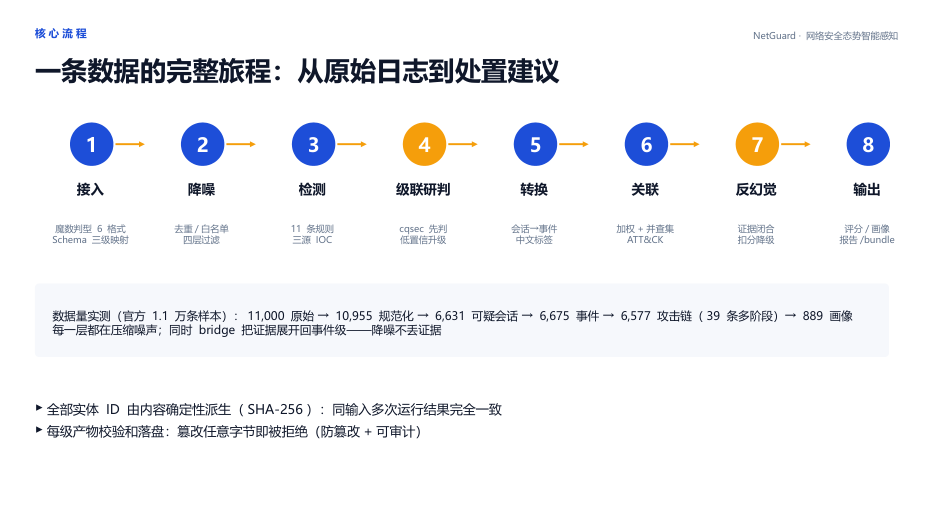 核心流程
NetGuard · 网络安全态势智能感知
一条数据的完整旅程：从原始日志到处置建议
1 2 3 4 5 6 7 8
接入 降噪 检测 级联研判 转换 关联 反幻觉 输出
魔数判型 6 格式 去重 / 白名单 11 条规则 cqsec 先判 会话→事件 加权 + 并查集 证据闭合 评分 / 画像
Schema 三级映射 四层过滤 三源 IOC 低置信升级 中文标签 ATT&CK 扣分降级 报告 /bundle
数据量实测（官方 1.1 万条样本）： 11,000 原始 → 10,955 规范化 → 6,631 可疑会话 → 6,675 事件 → 6,577 攻击链（ 39 条多阶段）→ 889 画像
每一层都在压缩噪声；同时 bridge 把证据展开回事件级——降噪不丢证据
▸ 全部实体 ID 由内容确定性派生（ SHA-256 ）：同输入多次运行结果完全一致
▸ 每级产物校验和落盘：篡改任意字节即被拒绝（防篡改 + 可审计）